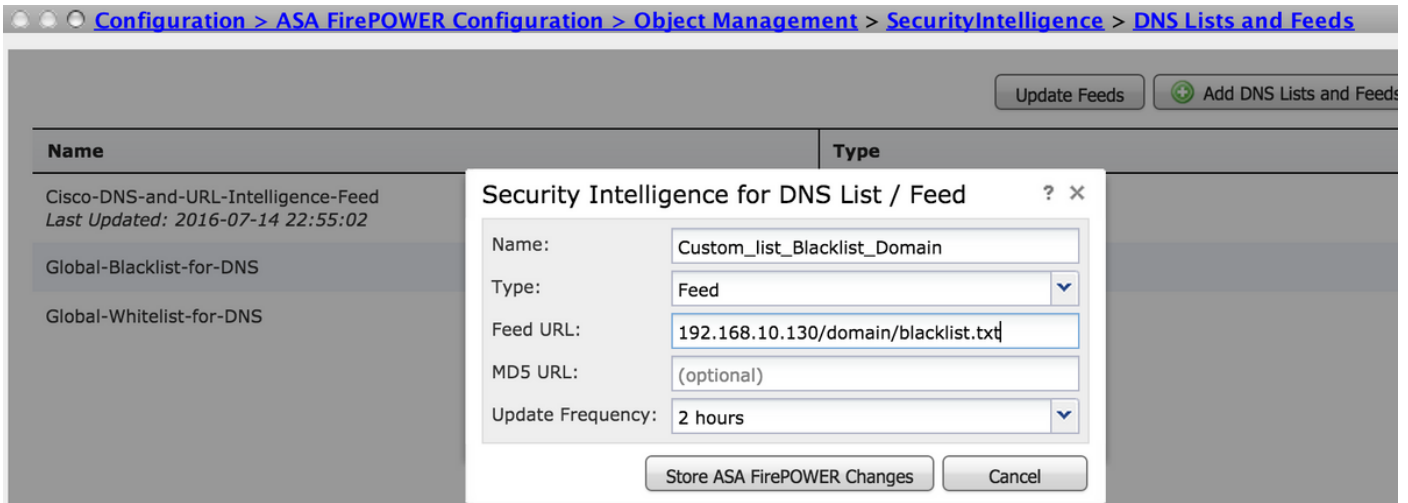 Configuration > ASA FirePOWER Configuration > Object Management > SecurityIntelligence > DNS Lists and Feeds
Update Feeds
Add DNS Lists and Feeds
Name Type
Cisco-DNS-and-URL-Intelligence-Feed
Last Updated: 2016-07-14 22:55:02
Global-Blacklist-for-DNS
Global-Whitelist-for-DNS
Security Intelligence for DNS List / Feed ? ×
Name: Custom_list_Blacklist_Domain
Type: Feed
Feed URL: 192.168.10.130/domain/blacklist.txt
MD5 URL: (optional)
Update Frequency: 2 hours
Store ASA FirePOWER Changes
Cancel